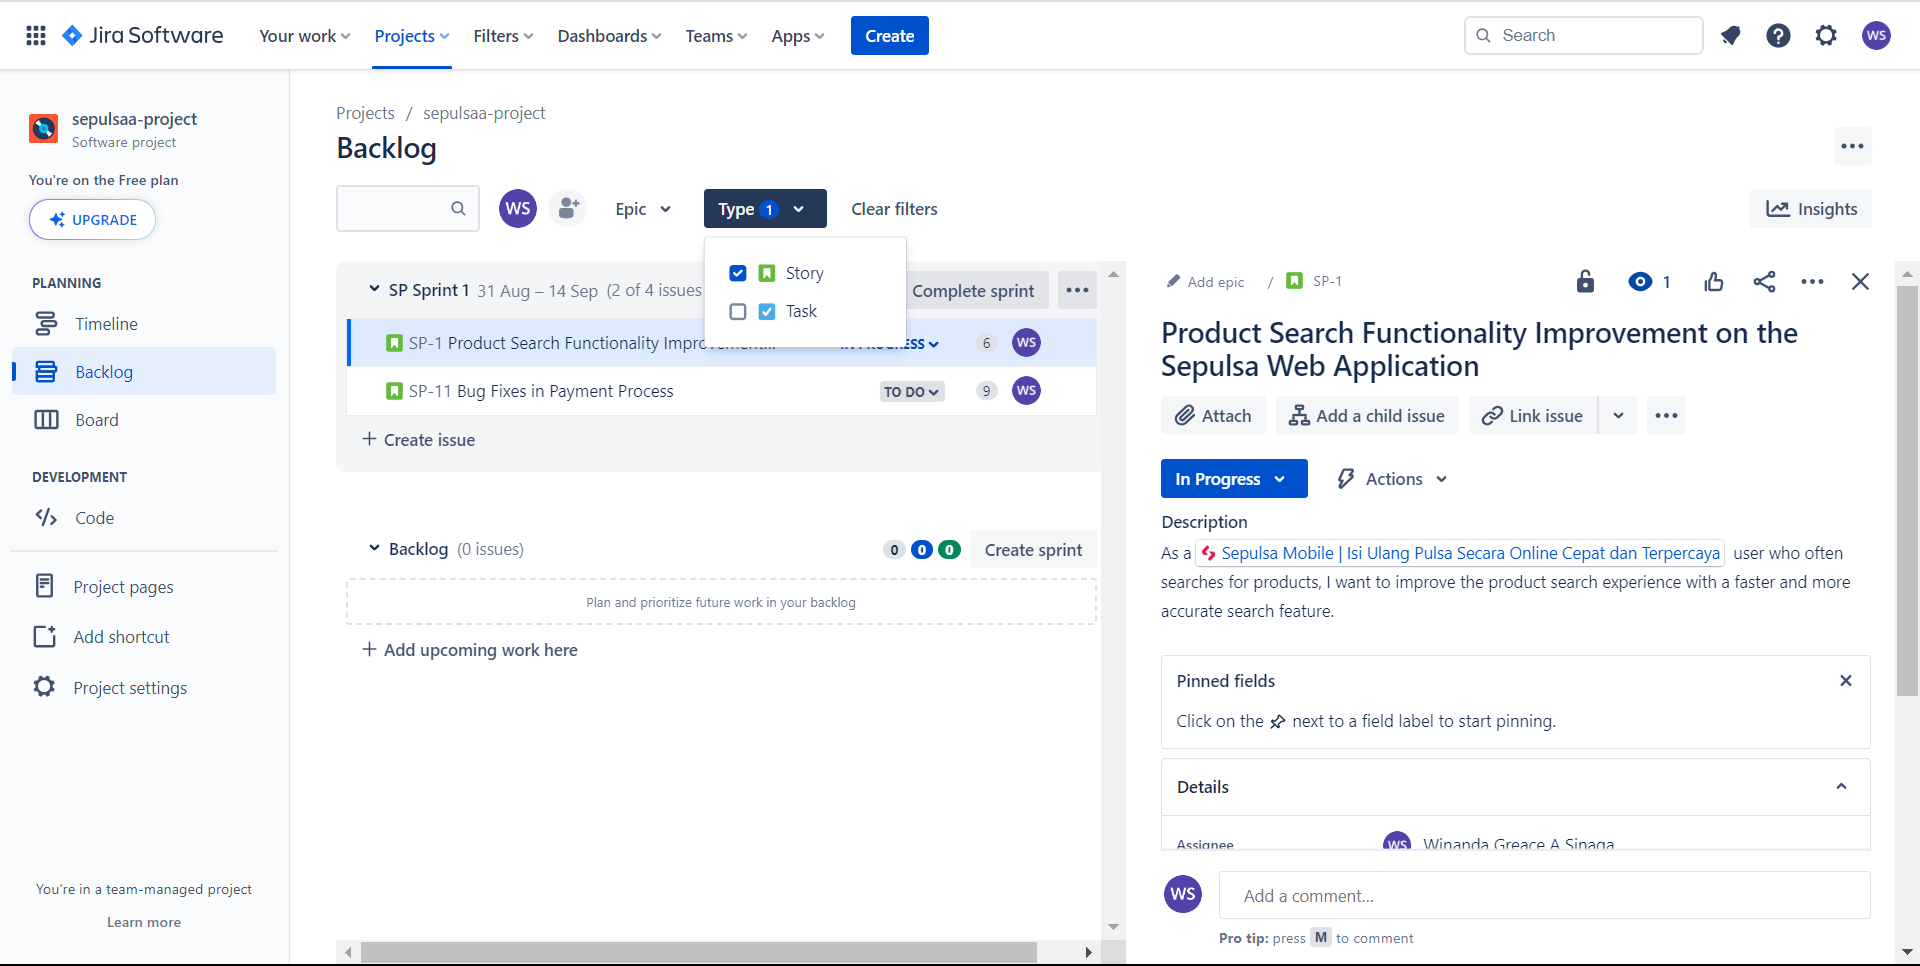 Jira Software
Your work
Projects
Filters
Dashboards
Teams
Apps
Create
Search
WS
sepulsaa-project
Software project
You're on the Free plan
UPGRADE
PLANNING
Timeline
Backlog
Board
DEVELOPMENT
Code
Project pages
Add shortcut
Project settings
You're in a team-managed project
Learn more
Projects / sepulsaa-project
Backlog
WS
Epic
Type 1
Clear filters
Insights
Story
Task
SP Sprint 1 31 Aug – 14 Sep (2 of 4 issues
Complete sprint
SP-1 Product Search Functionality Improvement...
IN PROGRESS
6
WS
SP-11 Bug Fixes in Payment Process
TO DO
9
WS
+ Create issue
Backlog (0 issues)
0 0 0
Create sprint
Plan and prioritize future work in your backlog
+ Add upcoming work here
Add epic / SP-1
1
Product Search Functionality Improvement on the
Sepulsa Web Application
Attach
Add a child issue
Link issue
In Progress
Actions
Description
As a Sepulsa Mobile | Isi Ulang Pulsa Secara Online Cepat dan Terpercaya user who often
searches for products, I want to improve the product search experience with a faster and more
accurate search feature.
Pinned fields
Click on the next to a field label to start pinning.
Details
Assignee
WS
Winanda Greace A Sinaga
WS
Add a comment...
Pro tip: press M to comment